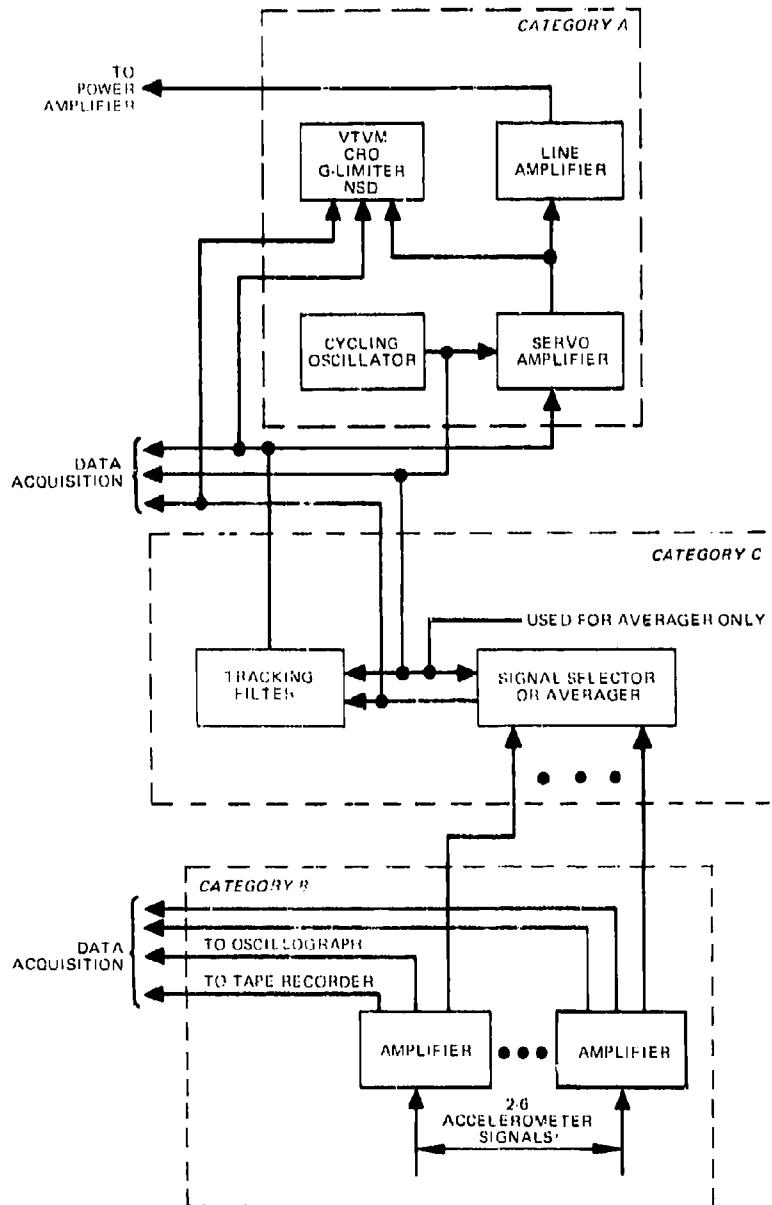 CATEGORY A
TO
POWER
AMPLIFIER
VTVM
CRO
G-LIMITER
NSD
LINE
AMPLIFIER
CYCLING
OSCILLATOR
SERVO
AMPLIFIER
DATA
ACQUISITION
CATEGORY C
USED FOR AVERAGER ONLY
TRACKING
FILTER
SIGNAL SELECTOR
OR AVERAGER
CATEGORY B
DATA
ACQUISITION
TO OSCILLOGRAPH
TO TAPE RECORDER
AMPLIFIER
AMPLIFIER
2-6
ACCELEROMETER
SIGNALS